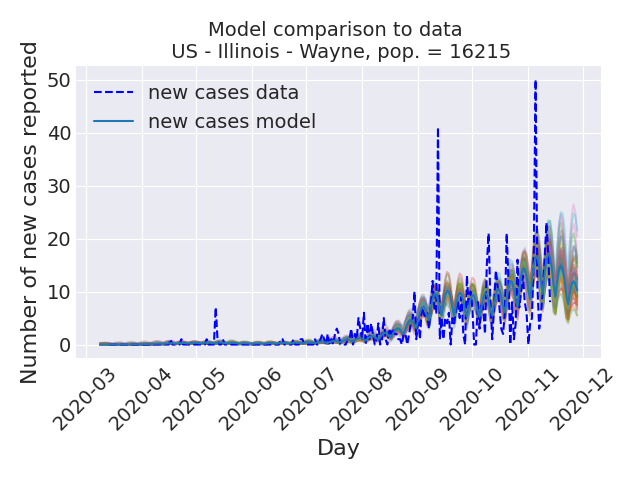 Model comparison to data
US - Illinois - Wayne, pop. = 16215
Number of new cases reported
50
40
30
20
10
0
new cases data
new cases model
2020-03
2020-04
2020-05
2020-06
2020-07
2020-08
2020-09
2020-10
2020-11
2020-12
Day